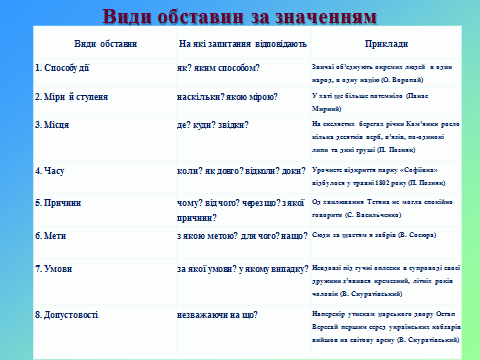 Види обставин за значенням
Види обставин На які запитання відповідають Приклади
1. Способу дії як? яким способом? Звичаї об'єднують окремих людей в один
народ, в одну націю (О. Воропай)
2. Міри й ступеня наскільки? якою мірою? У хаті ще більше потемніло (Панас
Мирний)
3. Місця де? куди? звідки? На скелястих берегах річки Кам'янки росло
кілька десятків верб, в'язів, по-одинокі
липи та дикі груші (П. Позняк)
4. Часу коли? як довго? відколи? доки? Урочисте відкриття парку «Софіївка»
відбулося у травні 1802 року (П. Позняк)
5. Причини чому? від чого? через що? з якої
причини?
Од хвилювання Тетяна не могла спокійно
говорити (С. Васильченко)
6. Мети з якою метою? для чого? нащо? Сюди за щастям я забрів (В. Сосюра)
7. Умови за якої умови? у якому випадку? Невдовзі під гучні оплески в супроводі своєї
дружини з'явився кремезний, літніх років
чоловік (В. Скуратівський)
8. Допустовості незважаючи на що? Наперекір утискам царського двору Остап
Вересай першим серед українських кобзарів
вийшов на світову арену (В. Скуратівський)